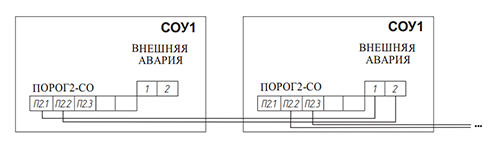 СОУ1
ВНЕШНЯЯ
АВАРИЯ
ПОРОГ2-СО
1 2
П2.1 П2.2 П2.3
СОУ1
ВНЕШНЯЯ
АВАРИЯ
ПОРОГ2-СО
1 2
П2.1 П2.2 П2.3
...